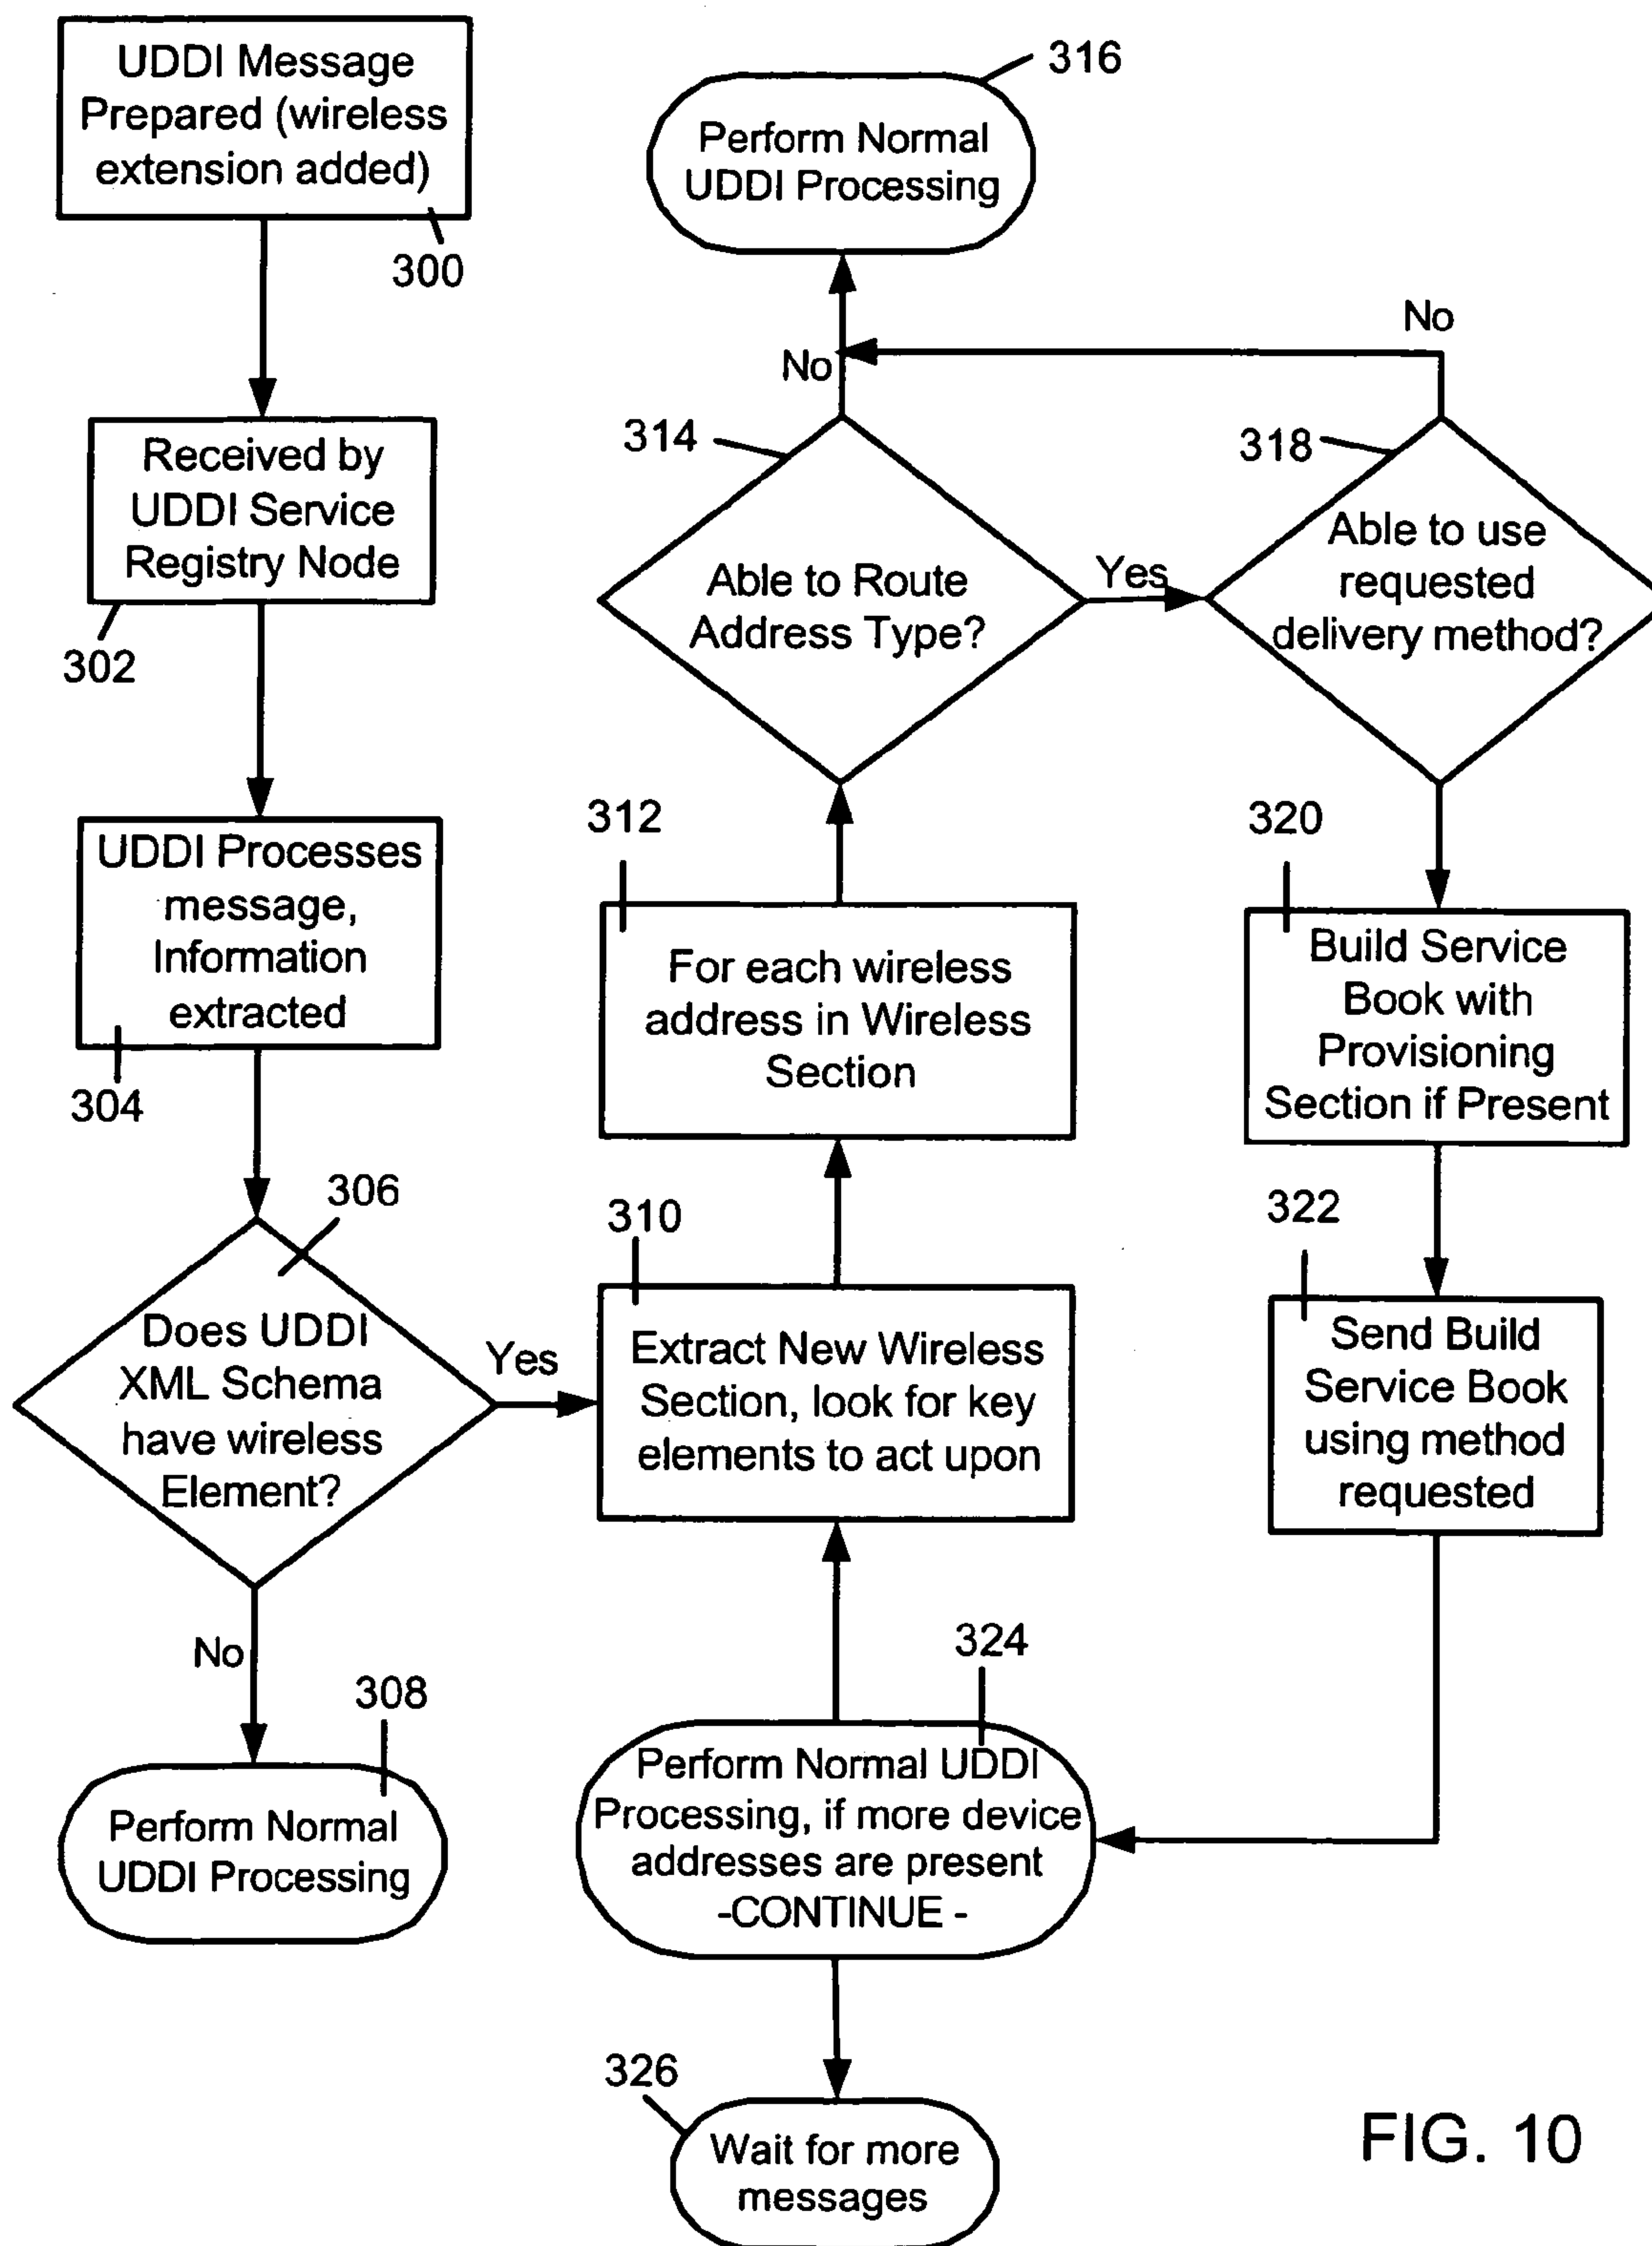 UDDI Message
Prepared (wireless
extension added)
300
Received by
UDDI Service
Registry Node
302
UDDI Processes
message,
Information
extracted
304
306
Does UDDI
XML Schema
have wireless
Element?
Yes
No
308
Perform Normal
UDDI Processing
310
Extract New Wireless
Section, look for key
elements to act upon
312
For each wireless
address in Wireless
Section
314
Able to Route
Address Type?
No
Yes
316
Perform Normal
UDDI Processing
318
Able to use
requested
delivery method?
No
320
Build Service
Book with
Provisioning
Section if Present
322
Send Build
Service Book
using method
requested
324
Perform Normal UDDI
Processing, if more device
addresses are present
-CONTINUE -
326
Wait for more
messages
FIG. 10